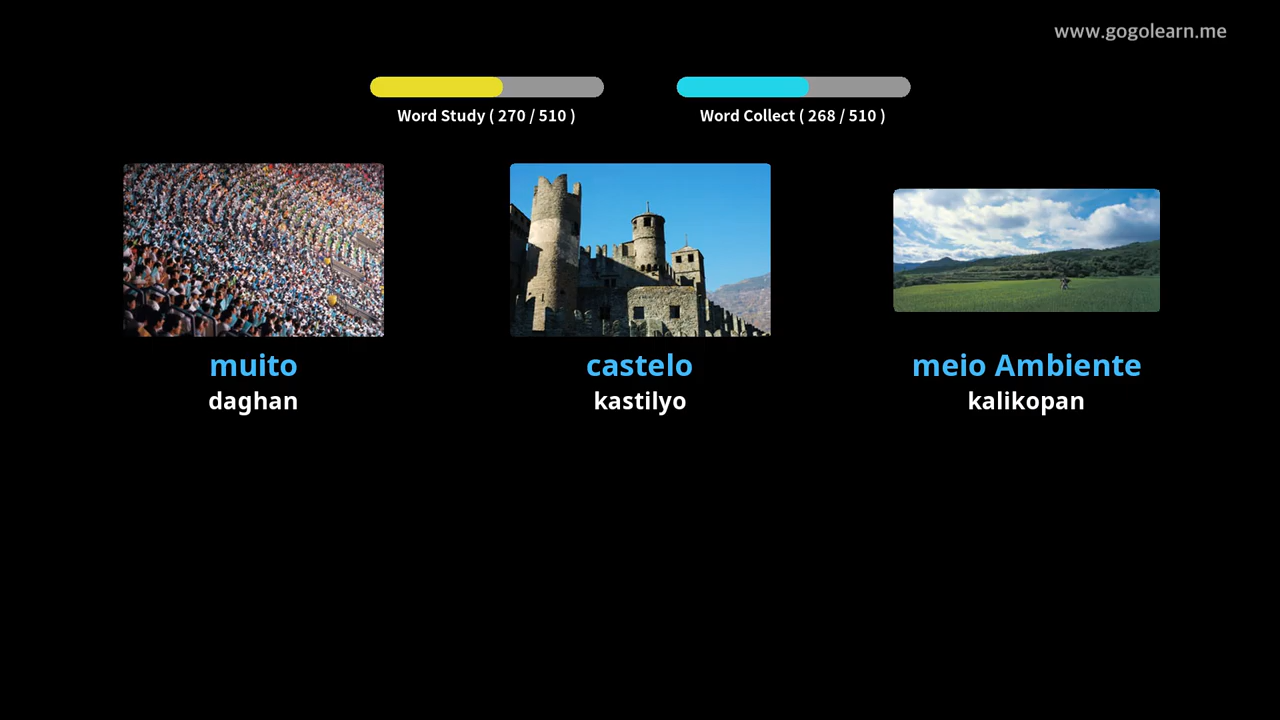 www.gogolearn.me
Word Study ( 270 / 510 )
Word Collect ( 268 / 510 )
muito
daghan
castelo
kastilyo
meio Ambiente
kalikopan